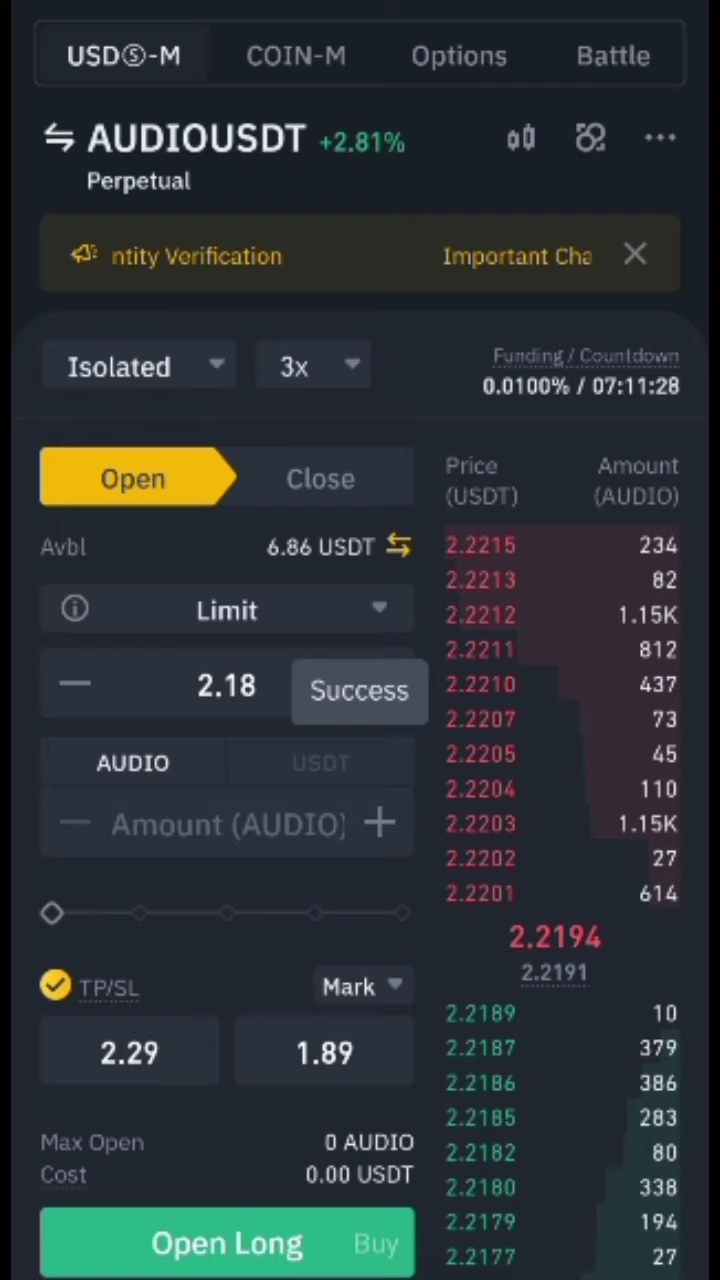 USDⓈ-M COIN-M Options Battle
AUDIOUSDT +2.81%
Perpetual
ntity Verification Important Cha
Isolated 3x
Funding / Countdown
0.0100% / 07:11:28
Open Close
Avbl 6.86 USDT
Limit
2.18
Success
AUDIO USDT
Amount (AUDIO)
TP/SL Mark
2.29 1.89
Max Open 0 AUDIO
Cost 0.00 USDT
Open Long Buy
Price Amount
(USDT) (AUDIO)
2.2215 234
2.2213 82
2.2212 1.15K
2.2211 812
2.2210 437
2.2207 73
2.2205 45
2.2204 110
2.2203 1.15K
2.2202 27
2.2201 614
2.2194
2.2191
2.2189 10
2.2187 379
2.2186 386
2.2185 283
2.2182 80
2.2180 338
2.2179 194
2.2177 27